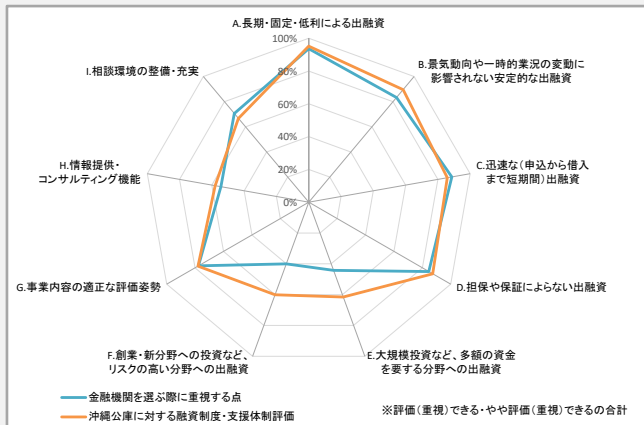 A.長期・固定・低利による出融資
100%
80%
60%
40%
20%
0%
B.景気動向や一時的業況の変動に
影響されない安定的な出融資
C.迅速な(申込から借入
まで短期間)出融資
D.担保や保証によらない出融資
E.大規模投資など、多額の資金
を要する分野への出融資
F.創業・新分野への投資など、
リスクの高い分野への出融資
G.事業内容の適正な評価姿勢
H.情報提供・
コンサルティング機能
I.相談環境の整備・充実
金融機関を選ぶ際に重視する点
沖縄公庫に対する融資制度・支援体制評価
※評価(重視)できる・やや評価(重視)できるの合計